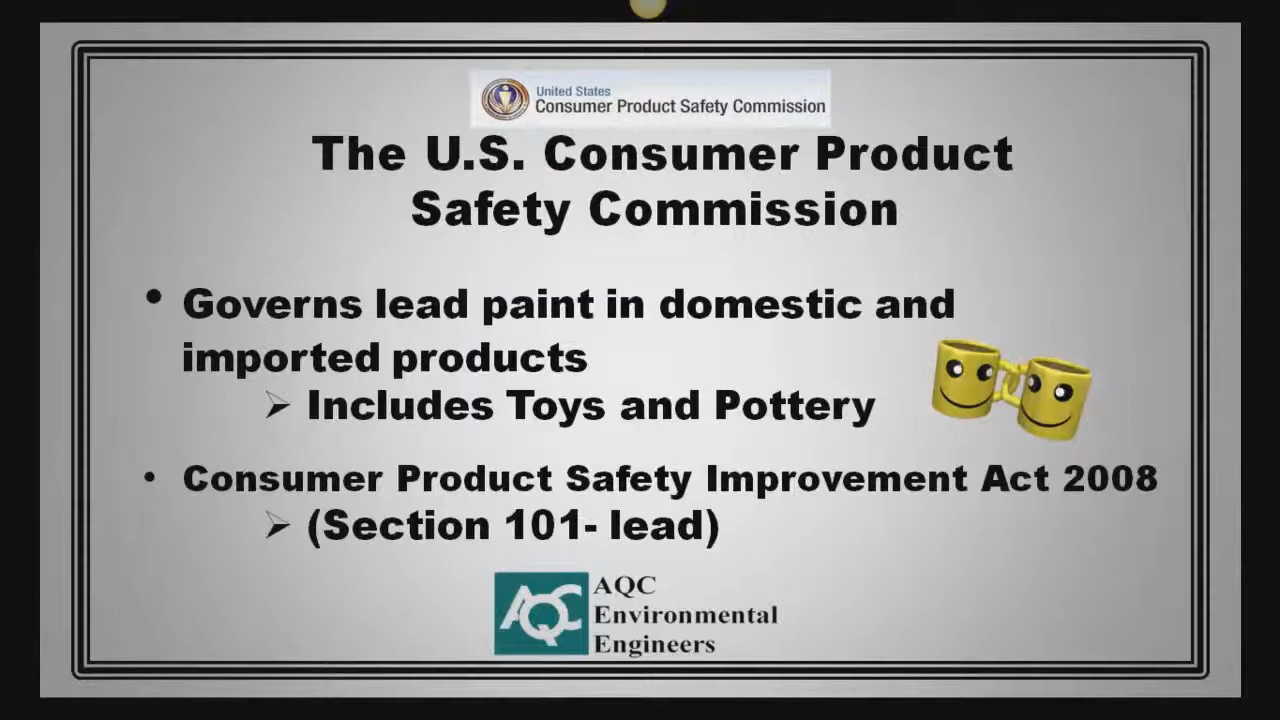 United States
Consumer Product Safety Commission
The U.S. Consumer Product
Safety Commission
• Governs lead paint in domestic and
imported products
➢ Includes Toys and Pottery
• Consumer Product Safety Improvement Act 2008
➢ (Section 101- lead)
AQC
AQC
Environmental
Engineers